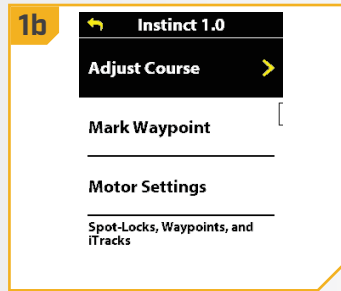 1b
Instinct 1.0
Adjust Course
Mark Waypoint
Motor Settings
Spot-Locks, Waypoints, and
iTracks